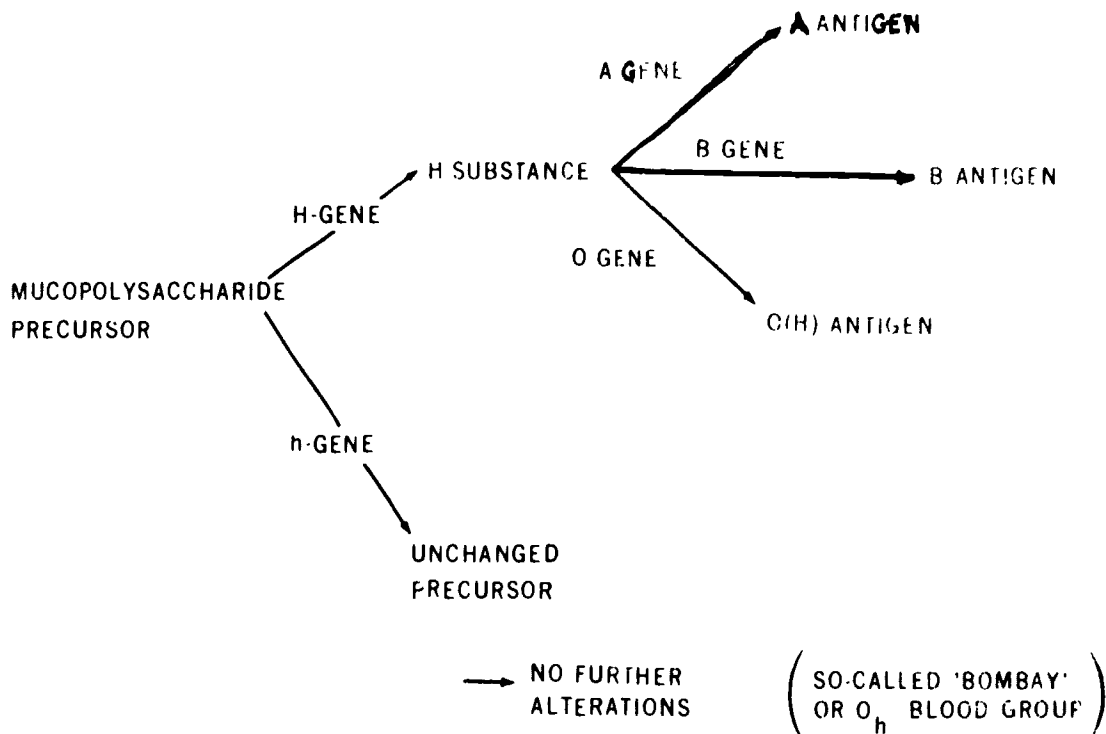 A ANTIGEN
A GENE
B GENE
H SUBSTANCE
B ANTIGEN
H-GENE
O GENE
MUCOPOLYSACCHARIDE
PRECURSOR
O(H) ANTIGEN
h-GENE
UNCHANGED
PRECURSOR
NO FURTHER
ALTERATIONS
SO-CALLED 'BOMBAY'
OR Oh BLOOD GROUP